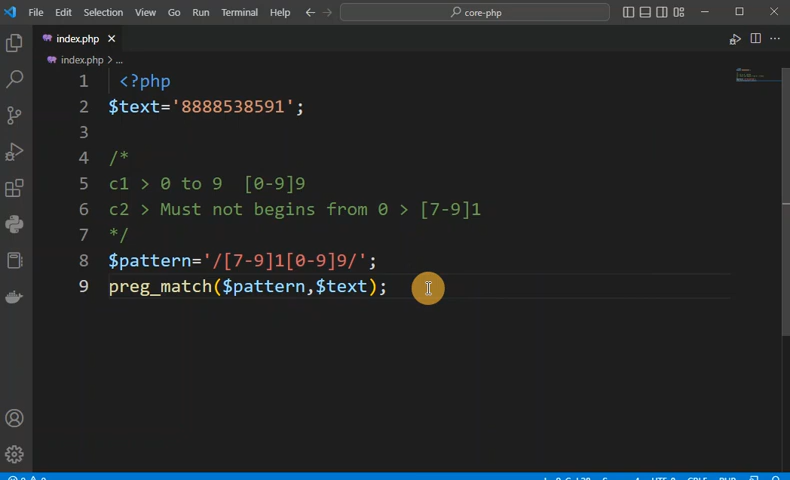 File Edit Selection View Go Run Terminal Help core-php
index.php
index.php > ...
1 <?php
2 $text='8888538591';
3
4 /*
5 c1 > 0 to 9 [0-9]9
6 c2 > Must not begins from 0 > [7-9]1
7 */
8 $pattern='/[7-9]1[0-9]9/';
9 preg_match($pattern,$text);